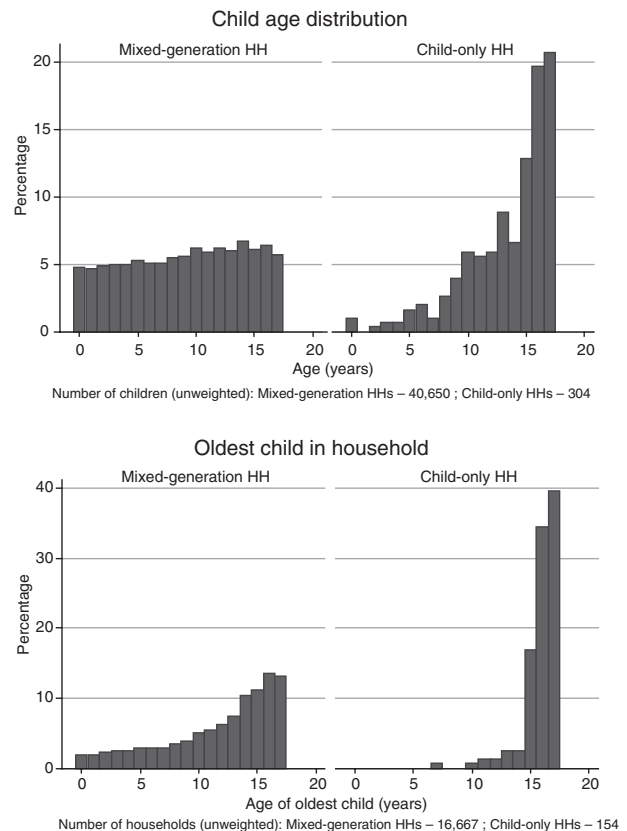 Child age distribution
Mixed-generation HH
Child-only HH
20
15
10
5
0
Percentage
0 5 10 15 20
0 5 10 15 20
Age (years)
Number of children (unweighted): Mixed-generation HHs – 40,650 ; Child-only HHs – 304
Oldest child in household
Mixed-generation HH
Child-only HH
40
30
20
10
0
Percentage
0 5 10 15 20
0 5 10 15 20
Age of oldest child (years)
Number of households (unweighted): Mixed-generation HHs – 16,667 ; Child-only HHs – 154